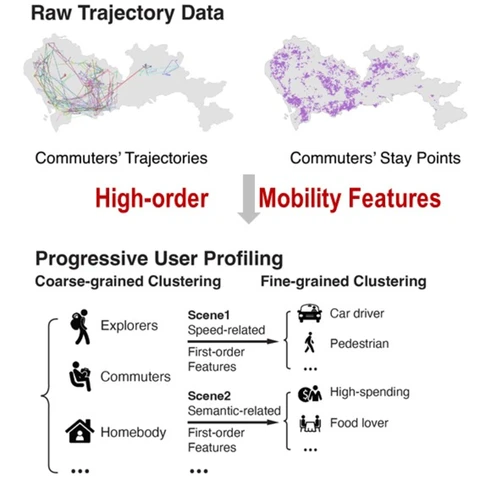 Raw Trajectory Data
Commuters’ Trajectories
Commuters’ Stay Points
High-order Mobility Features
Progressive User Profiling
Coarse-grained Clustering
Fine-grained Clustering
Explorers
Commuters
Homebody
...
Scene1
Speed-related
First-order
Features
Scene2
Semantic-related
First-order
Features
...
Car driver
Pedestrian
...
High-spending
Food lover
...